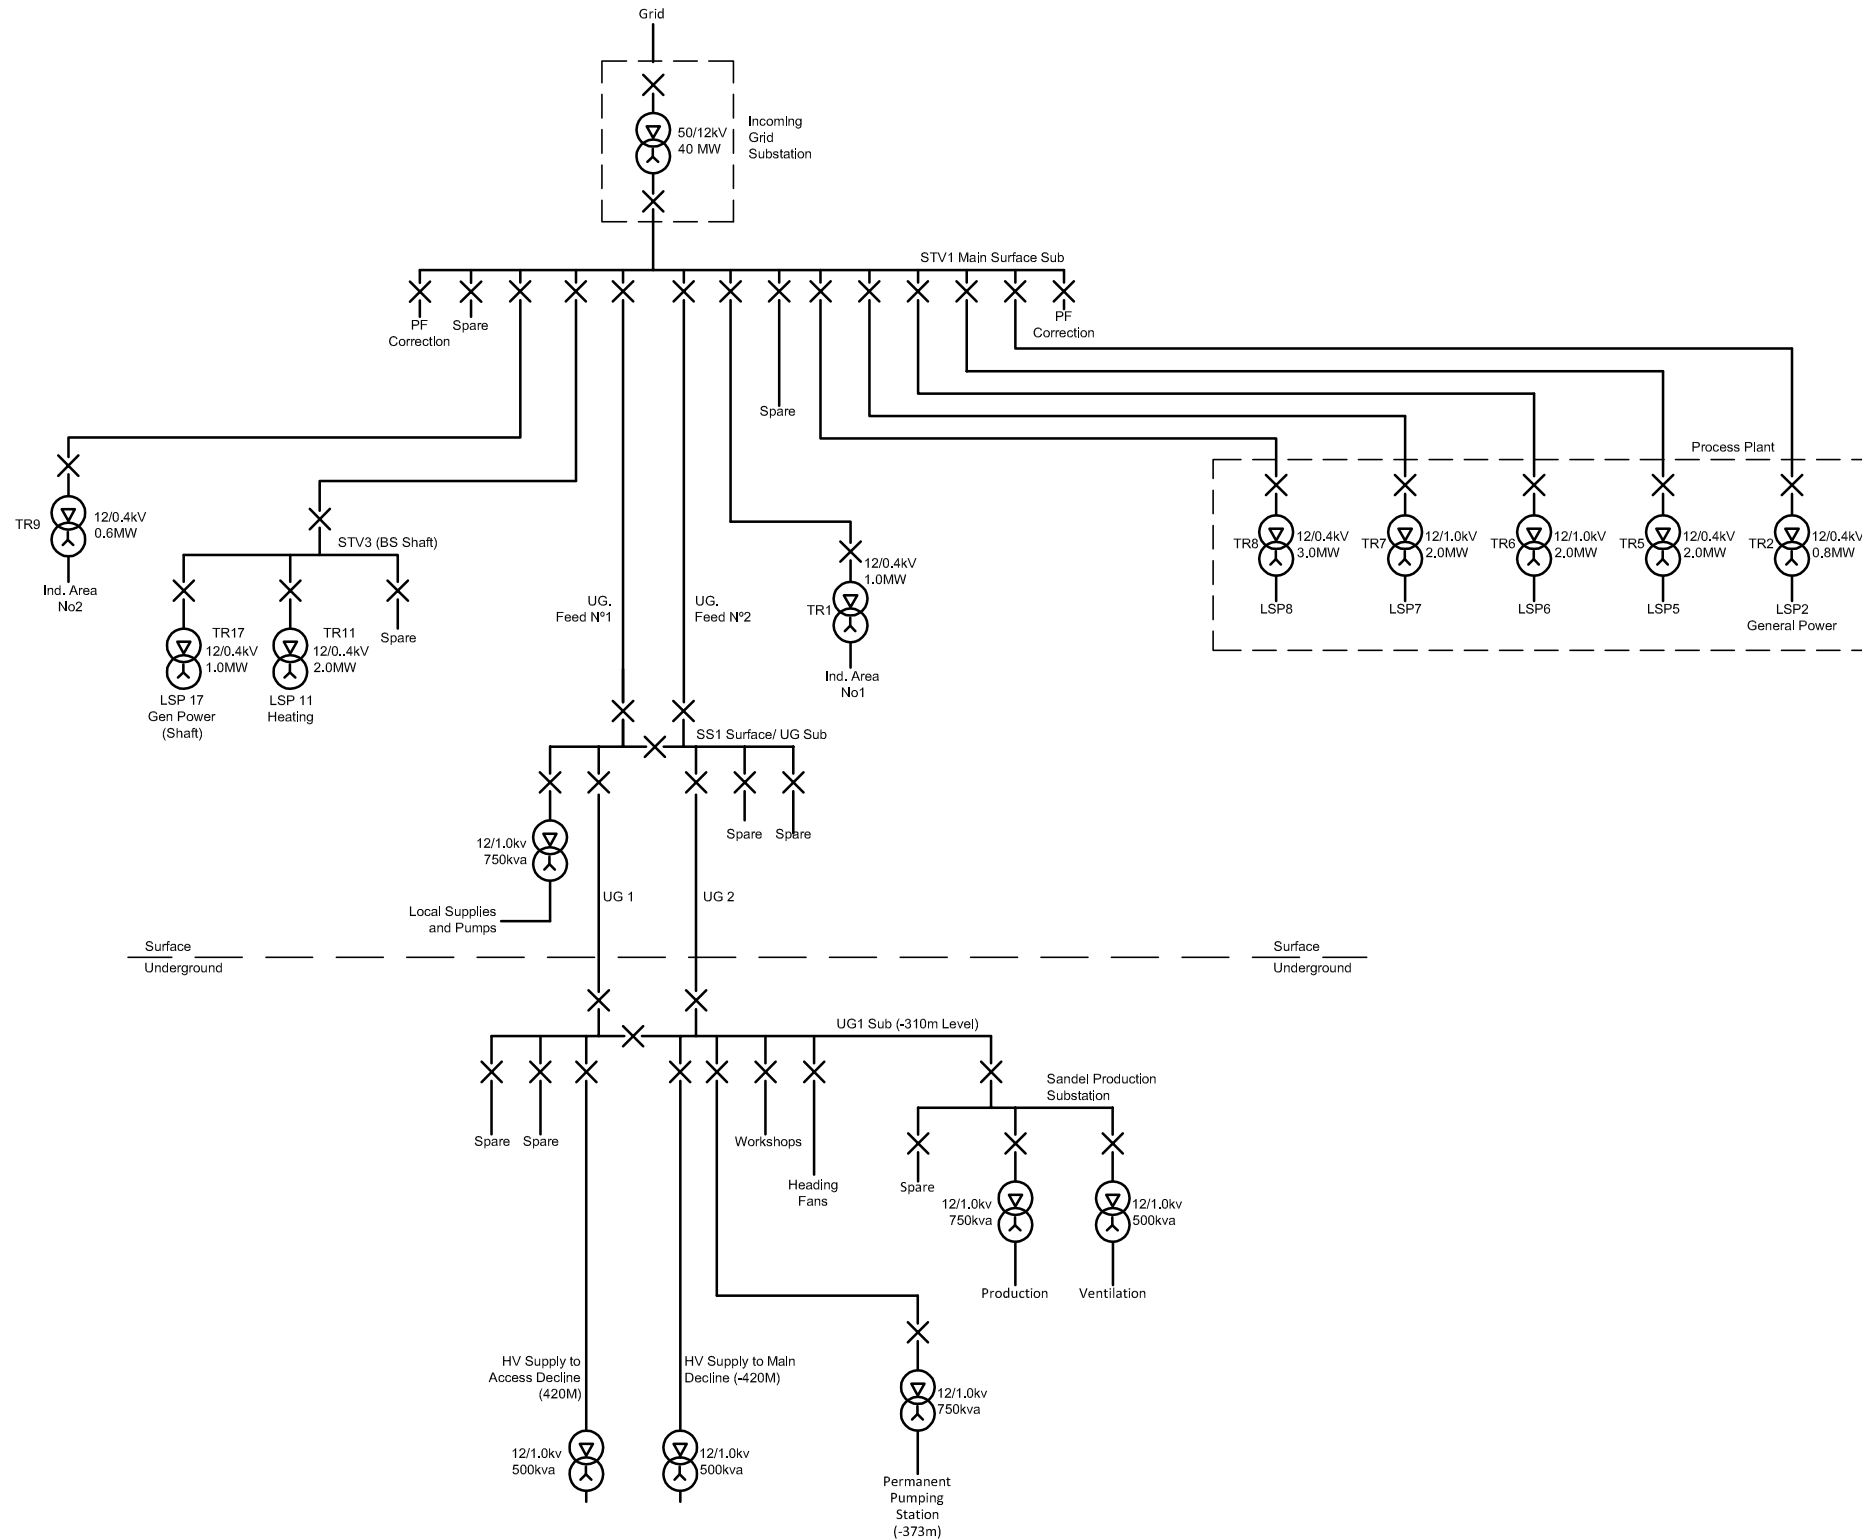 Grid
50/12kV
40 MW
Incoming
Grid
Substation
STV1 Main Surface Sub
PF
Correction
Spare
PF
Correction
Spare
Process Plant
TR9
12/0.4kV
0.6MW
Ind. Area
No2
STV3 (BS Shaft)
TR17
12/0.4kV
1.0MW
LSP 17
Gen Power
(Shaft)
TR11
12/0..4kV
2.0MW
LSP 11
Heating
Spare
UG.
Feed Nº1
UG.
Feed Nº2
12/0.4kV
1.0MW
TR1
Ind. Area
No1
TR8
12/0.4kV
3.0MW
LSP8
TR7
12/1.0kV
2.0MW
LSP7
TR6
12/1.0kV
2.0MW
LSP6
TR5
12/0.4kV
2.0MW
LSP5
TR2
12/0.4kV
0.8MW
LSP2
General Power
SS1 Surface/ UG Sub
12/1.0kv
750kva
Spare
Spare
Local Supplies
and Pumps
UG 1
UG 2
Surface
Underground
Surface
Underground
UG1 Sub (-310m Level)
Spare
Spare
Workshops
Heading
Fans
Sandel Production
Substation
Spare
12/1.0kv
750kva
12/1.0kv
500kva
Production
Ventilation
HV Supply to
Access Decline
(420M)
HV Supply to Main
Decline (-420M)
12/1.0kv
750kva
12/1.0kv
500kva
12/1.0kv
500kva
Permanent
Pumping
Station
(-373m)